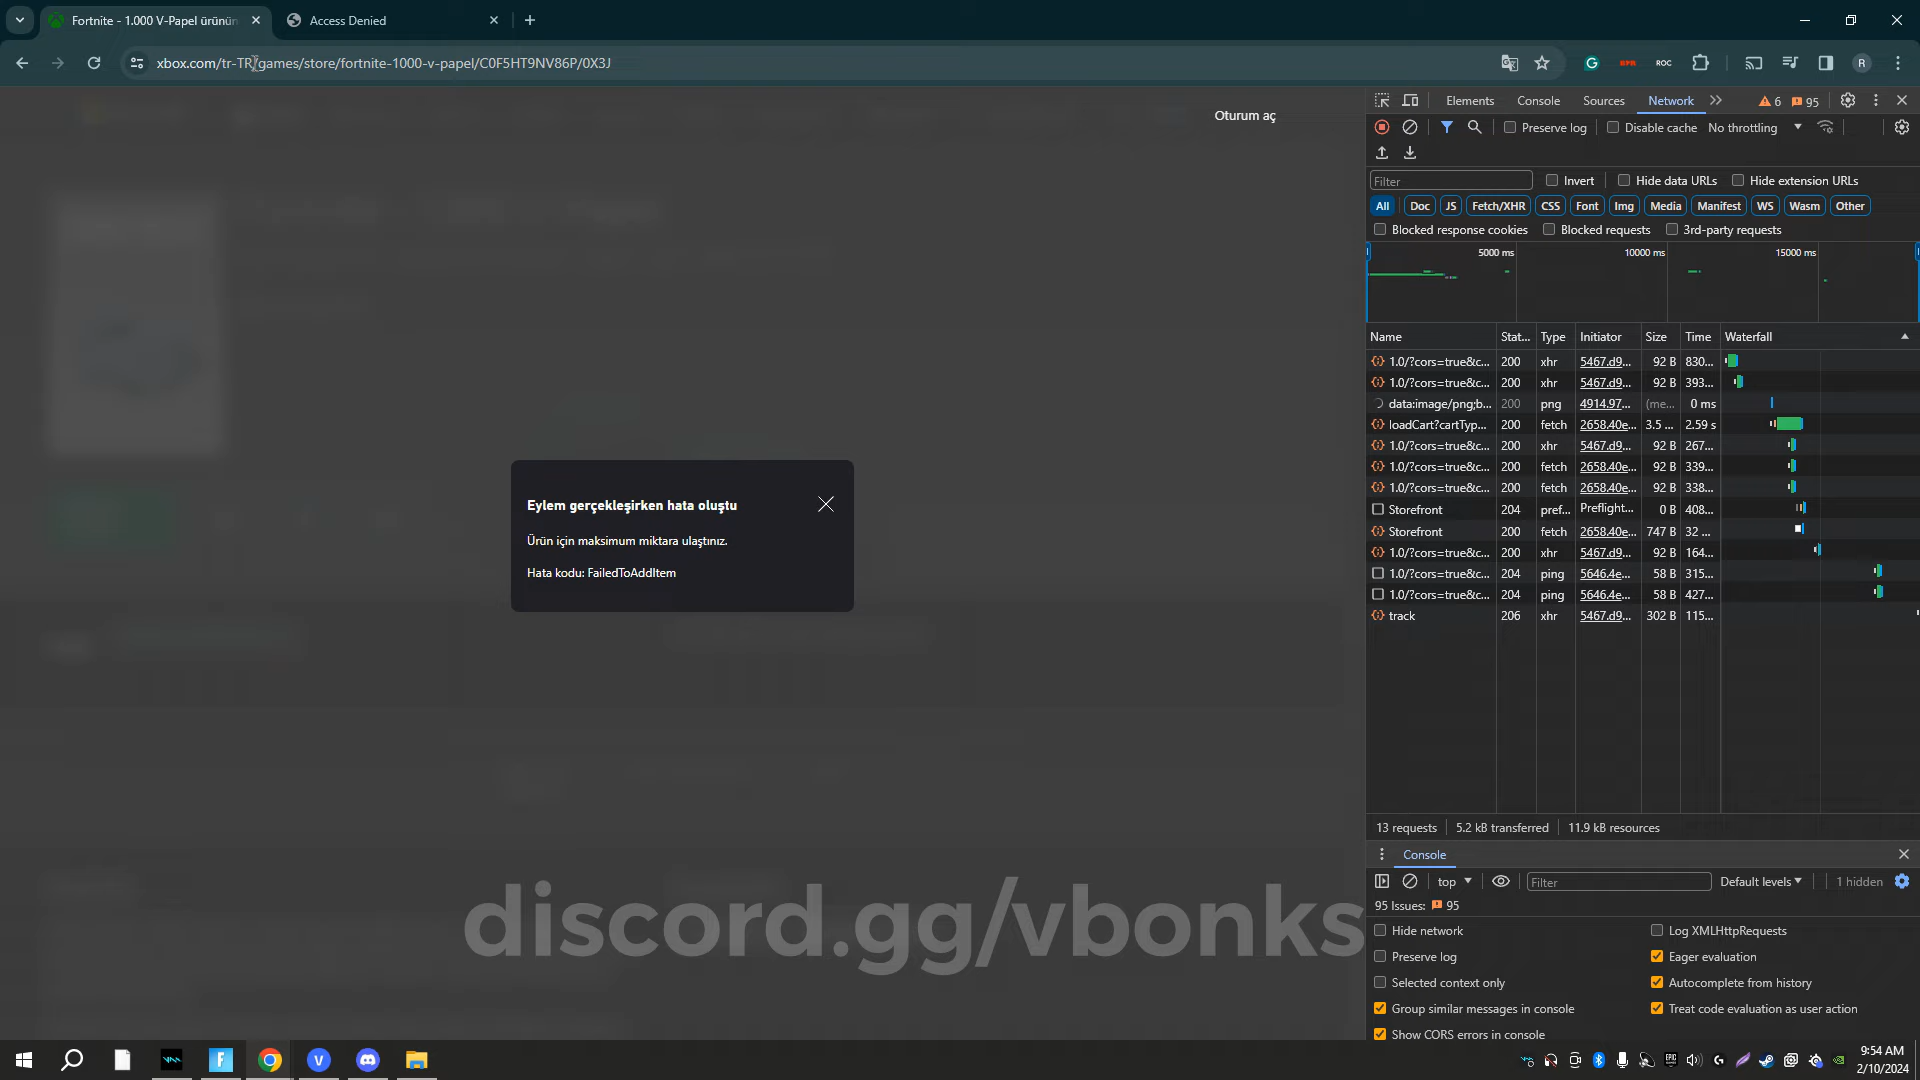 Fortnite - 1.000 V-Papel ürünün
Access Denied
xbox.com/tr-TR/games/store/fortnite-1000-v-papel/C0F5HT9NV86P/0X3J
ROC
R
Oturum aç
Eylem gerçekleşirken hata oluştu
Ürün için maksimum miktara ulaştınız.
Hata kodu: FailedToAddItem
discord.gg/vbonks
Elements Console Sources Network 6 95
Preserve log Disable cache No throttling
Filter Invert Hide data URLs Hide extension URLs
All Doc JS Fetch/XHR CSS Font Img Media Manifest WS Wasm Other
Blocked response cookies Blocked requests 3rd-party requests
5000 ms 10000 ms 15000 ms
Name Stat... Type Initiator Size Time Waterfall
1.0/?cors=true&c... 200 xhr 5467.d9... 92 B 830...
1.0/?cors=true&c... 200 xhr 5467.d9... 92 B 393...
data:image/png;b... 200 png 4914.97... (me... 0 ms
loadCart?cartTyp... 200 fetch 2658.40e... 3.5 ... 2.59 s
1.0/?cors=true&c... 200 xhr 5467.d9... 92 B 267...
1.0/?cors=true&c... 200 fetch 2658.40e... 92 B 339...
1.0/?cors=true&c... 200 fetch 2658.40e... 92 B 338...
Storefront 204 pref... Preflight... 0 B 408...
Storefront 200 fetch 2658.40e... 747 B 32 ...
1.0/?cors=true&c... 200 xhr 5467.d9... 92 B 164...
1.0/?cors=true&c... 204 ping 5646.4e... 58 B 315...
1.0/?cors=true&c... 204 ping 5646.4e... 58 B 427...
track 206 xhr 5467.d9... 302 B 115...
13 requests 5.2 kB transferred 11.9 kB resources
Console
top Filter Default levels 1 hidden
95 Issues: 95
Hide network Log XMLHttpRequests
Preserve log Eager evaluation
Selected context only Autocomplete from history
Group similar messages in console Treat code evaluation as user action
Show CORS errors in console
9:54 AM
2/10/2024